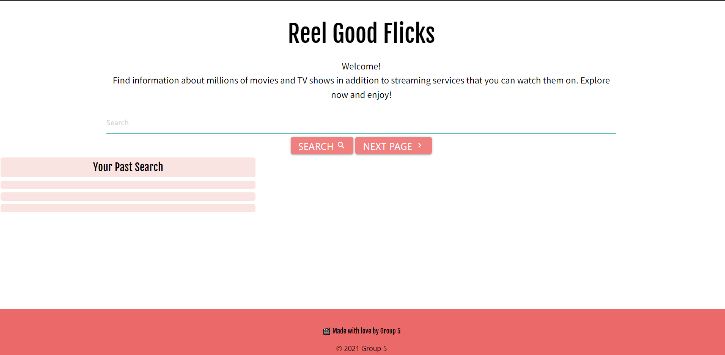 Reel Good Flicks
Welcome!
Find information about millions of movies and TV shows in addition to streaming services that you can watch them on. Explore
now and enjoy!
Search
SEARCH
NEXT PAGE
Your Past Search
Made with love by Group 5
© 2021 Group 5